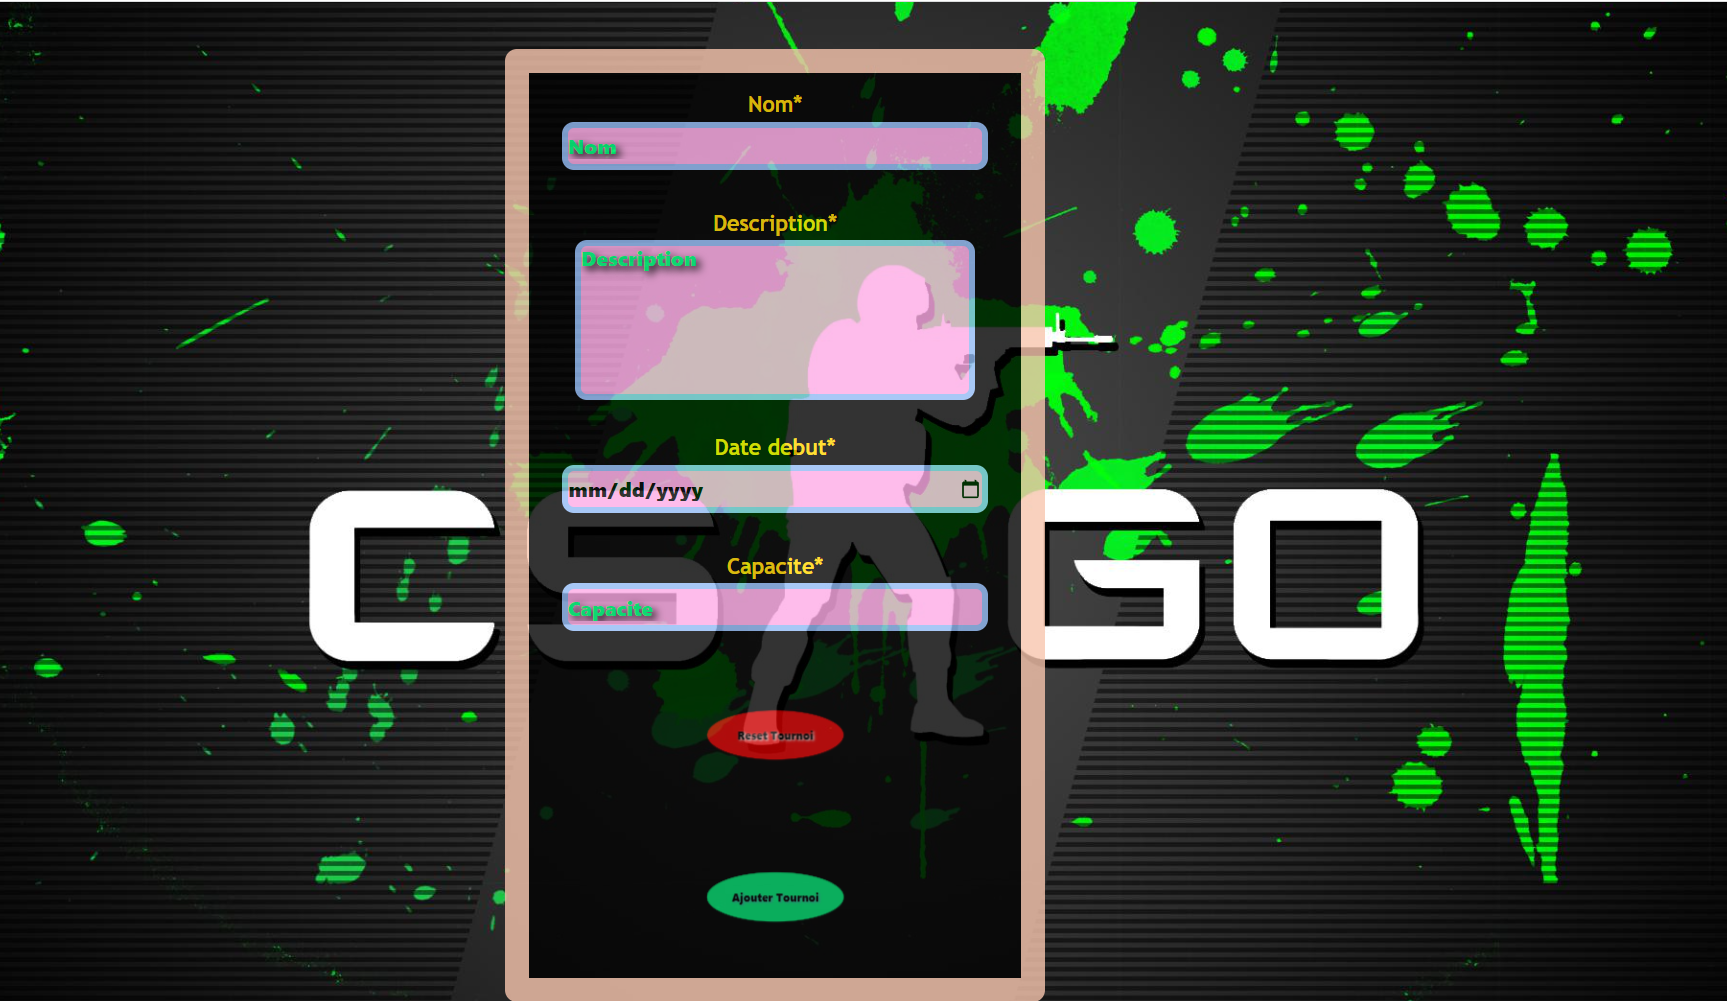 Nom*
Nom
Description*
Description
Date debut*
mm/dd/yyyy
CS GO
Capacite*
Capacite
Reset Tournoi
Ajouter Tournoi